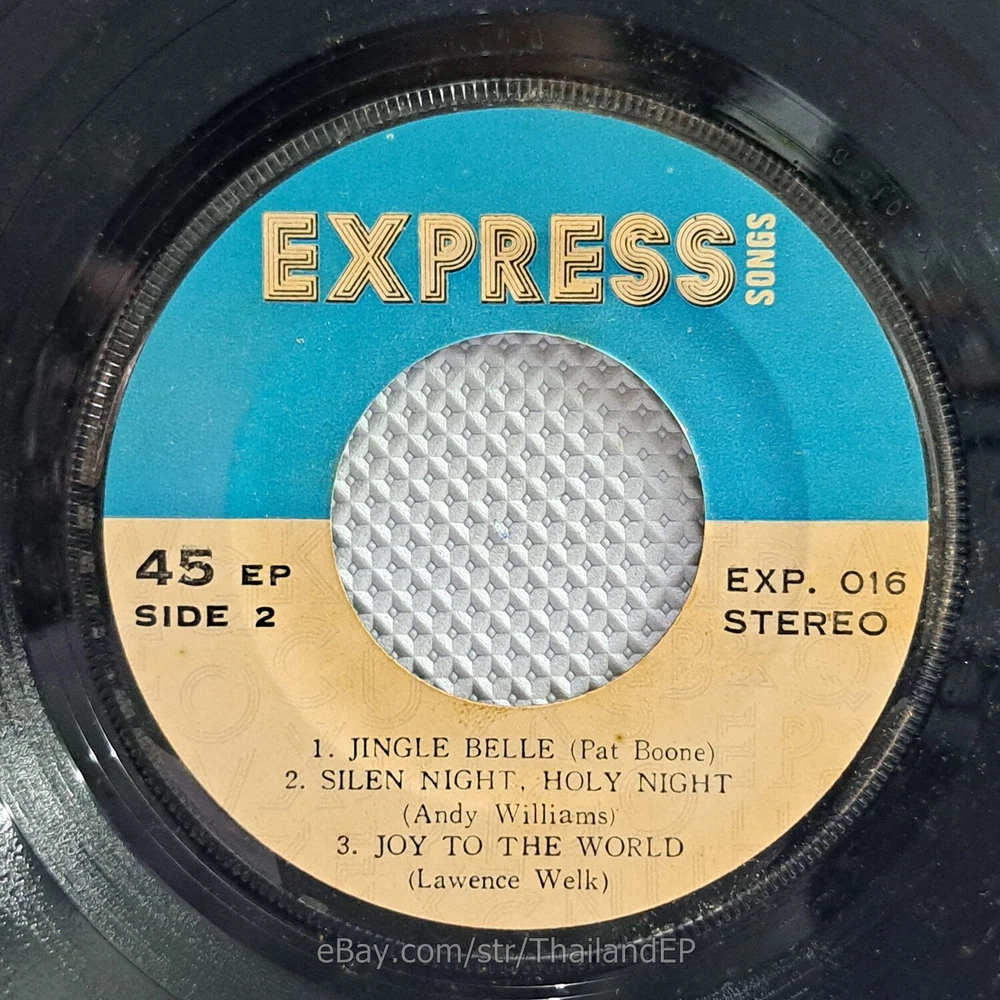 EXPRESS SONGS
45 EP
SIDE 2
EXP. 016
STEREO
1. JINGLE BELLE (Pat Boone)
2. SILEN NIGHT, HOLY NIGHT
(Andy Williams)
3. JOY TO THE WORLD
(Lawence Welk)
eBay.com/str/ThailandEP